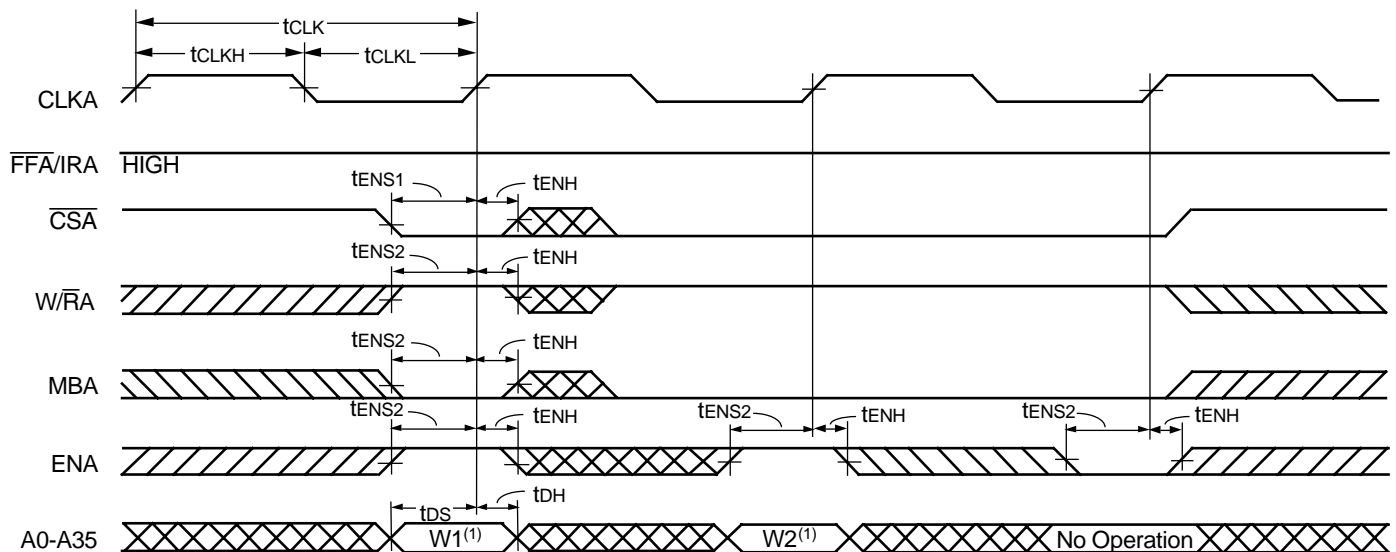 tCLK
tCLKH tCLKL
CLKA
FFA/IRA HIGH
tENS1 tENH
CSA
tENS2 tENH
W/RA
tENS2 tENH
MBA
tENS2 tENH tENS2 tENH tENS2 tENH
ENA
tDS tDH
A0-A35 W1(1) W2(1) No Operation